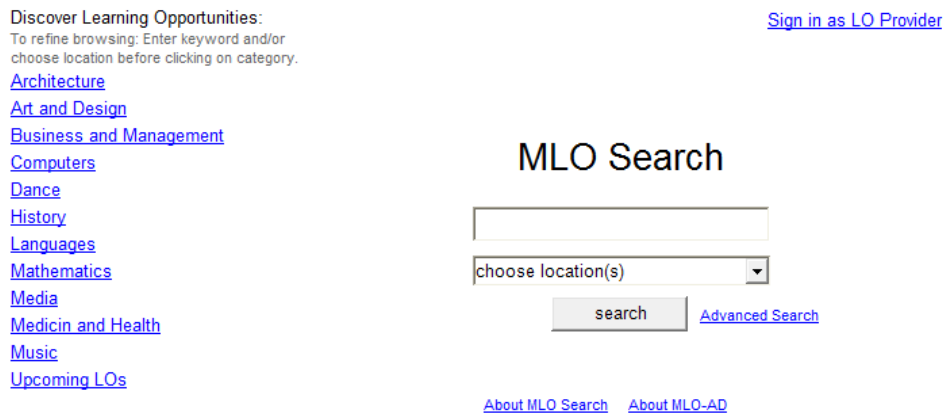 Discover Learning Opportunities:
To refine browsing: Enter keyword and/or
choose location before clicking on category.
Architecture
Art and Design
Business and Management
Computers
Dance
History
Languages
Mathematics
Media
Medicin and Health
Music
Upcoming LOs
Sign in as LO Provider
MLO Search
choose location(s)
search
Advanced Search
About MLO Search
About MLO-AD